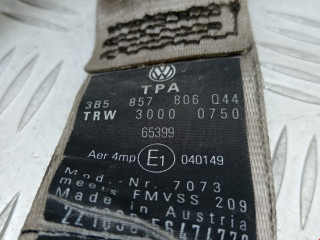 TPA
3B5 857 806 Q44
TRW 3000 0750
65399
Aer 4mp E1 040149
Mod.-Nr. 7073
meets FMVSS 209
Made in Austria